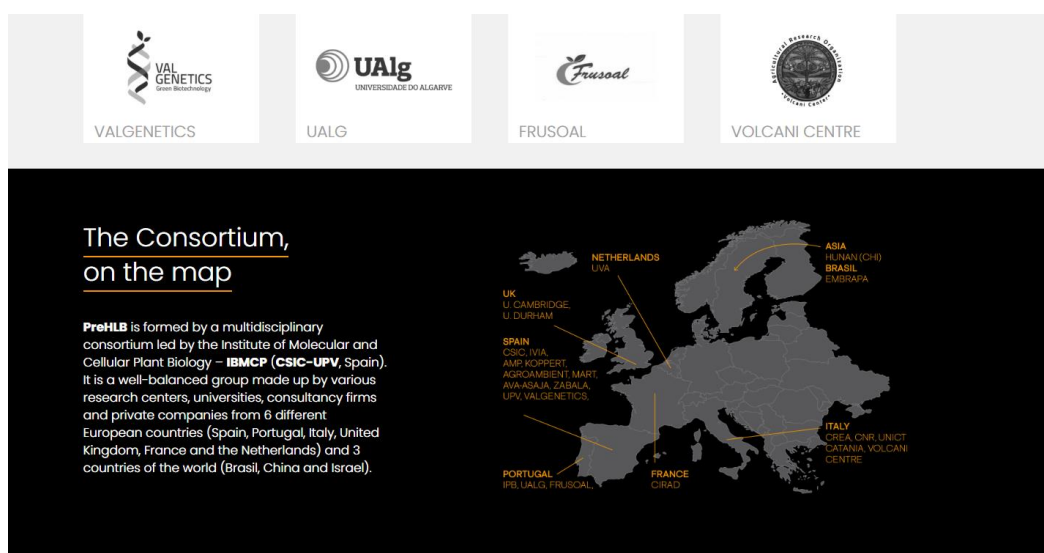 VAL
GENETICS
Green Biotechnology
VALGENETICS
UAlg
UNIVERSIDADE DO ALGARVE
UALG
Frusoal
FRUSOAL
Agricultural Research Organization
•Volcani Center•
VOLCANI CENTRE
The Consortium,
on the map
PreHLB is formed by a multidisciplinary
consortium led by the Institute of Molecular and
Cellular Plant Biology – IBMCP (CSIC-UPV, Spain).
It is a well-balanced group made up by various
research centers, universities, consultancy firms
and private companies from 6 different
European countries (Spain, Portugal, Italy, United
Kingdom, France and the Netherlands) and 3
countries of the world (Brasil, China and Israel).
NETHERLANDS
UVA
ASIA
HUNAN (CHI)
BRASIL
EMBRAPA
UK
U. CAMBRIDGE,
U. DURHAM
SPAIN
CSIC, IVIA,
AMP, KOPPERT,
AGROAMBIENT, MART,
AVA-ASAJA, ZABALA,
UPV, VALGENETICS,
ITALY
CREA, CNR, UNICT
CATANIA, VOLCANI
CENTRE
PORTUGAL
IPB, UALG, FRUSOAL,
FRANCE
CIRAD